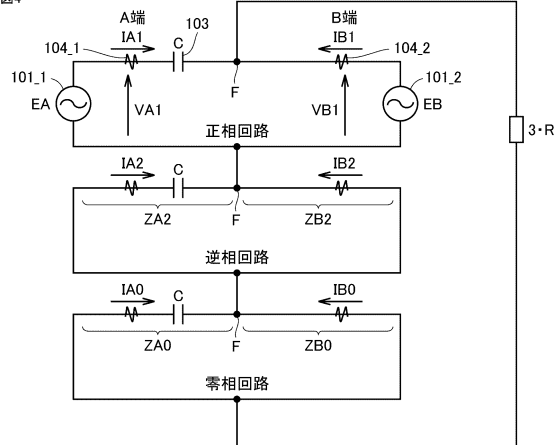 図4
A端
B端
IA1
C
103
IB1
104_1
104_2
101_1
101_2
F
EA
VA1
VB1
EB
3・R
正相回路
IA2
C
IB2
F
ZA2
ZB2
逆相回路
IA0
C
IB0
F
ZA0
ZB0
零相回路